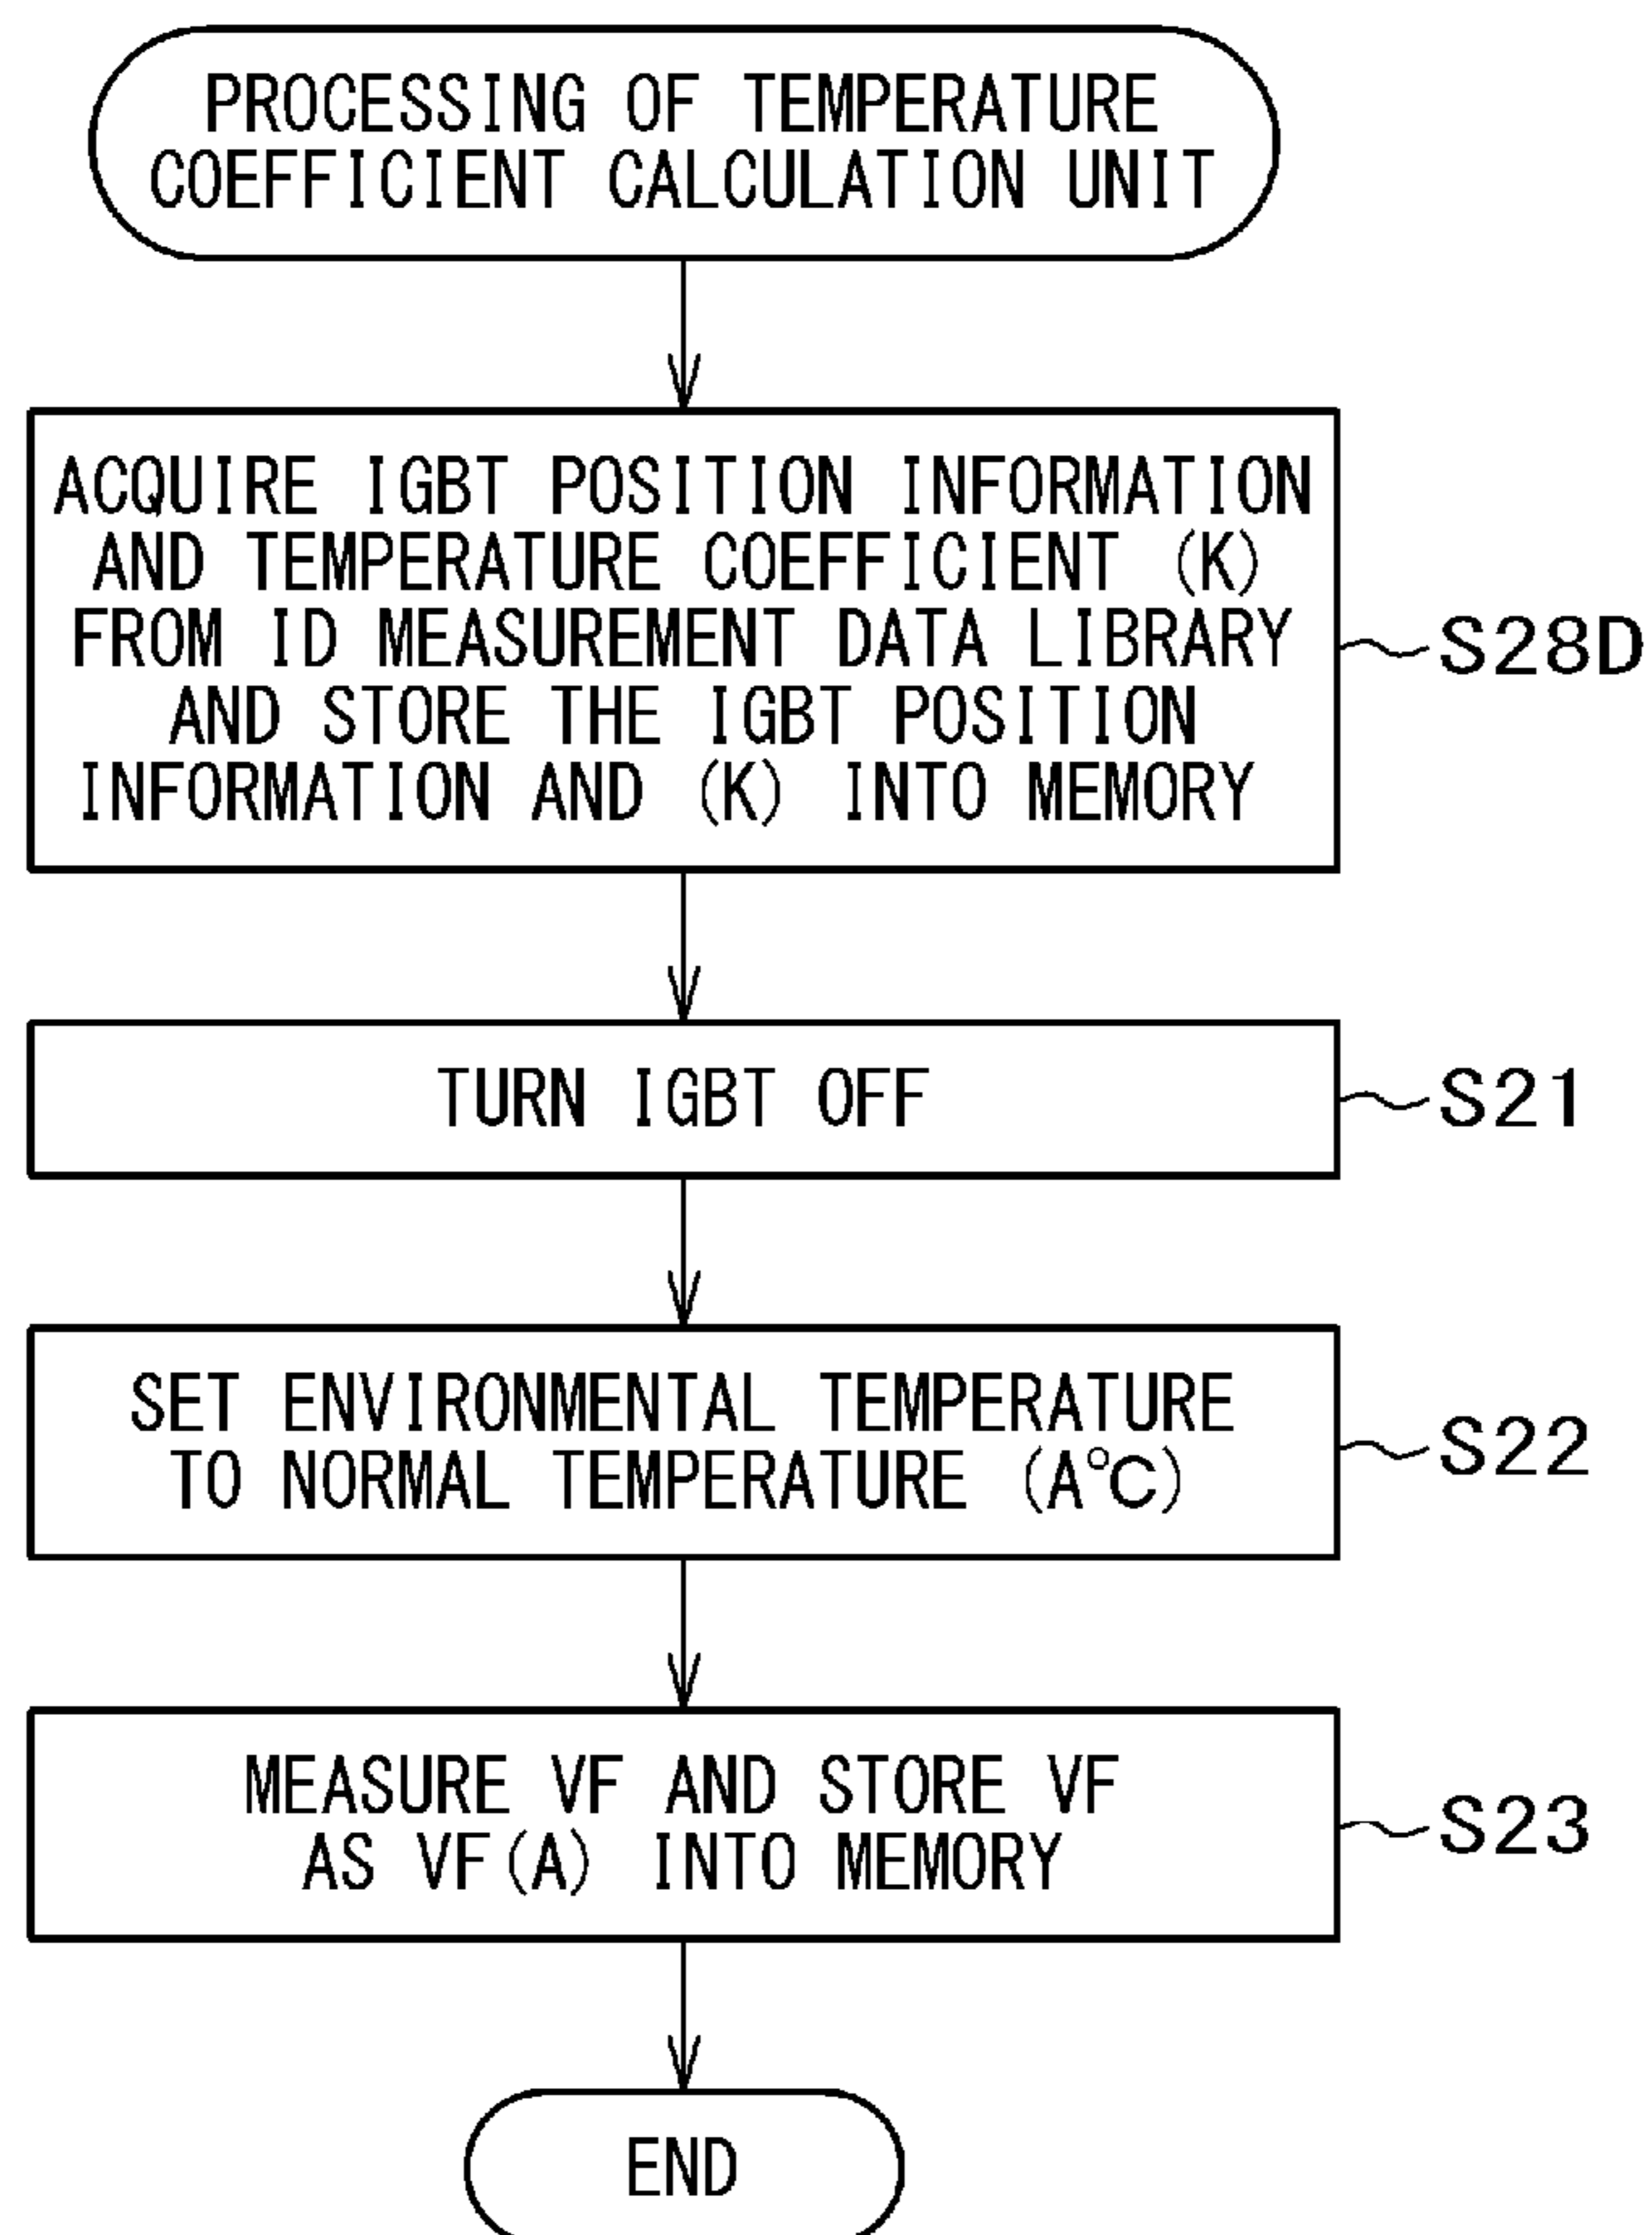 PROCESSING OF TEMPERATURE
COEFFICIENT CALCULATION UNIT
ACQUIRE IGBT POSITION INFORMATION
AND TEMPERATURE COEFFICIENT (K)
FROM ID MEASUREMENT DATA LIBRARY
AND STORE THE IGBT POSITION
INFORMATION AND (K) INTO MEMORY
S28D
TURN IGBT OFF
S21
SET ENVIRONMENTAL TEMPERATURE
TO NORMAL TEMPERATURE (A℃)
S22
MEASURE VF AND STORE VF
AS VF(A) INTO MEMORY
S23
END